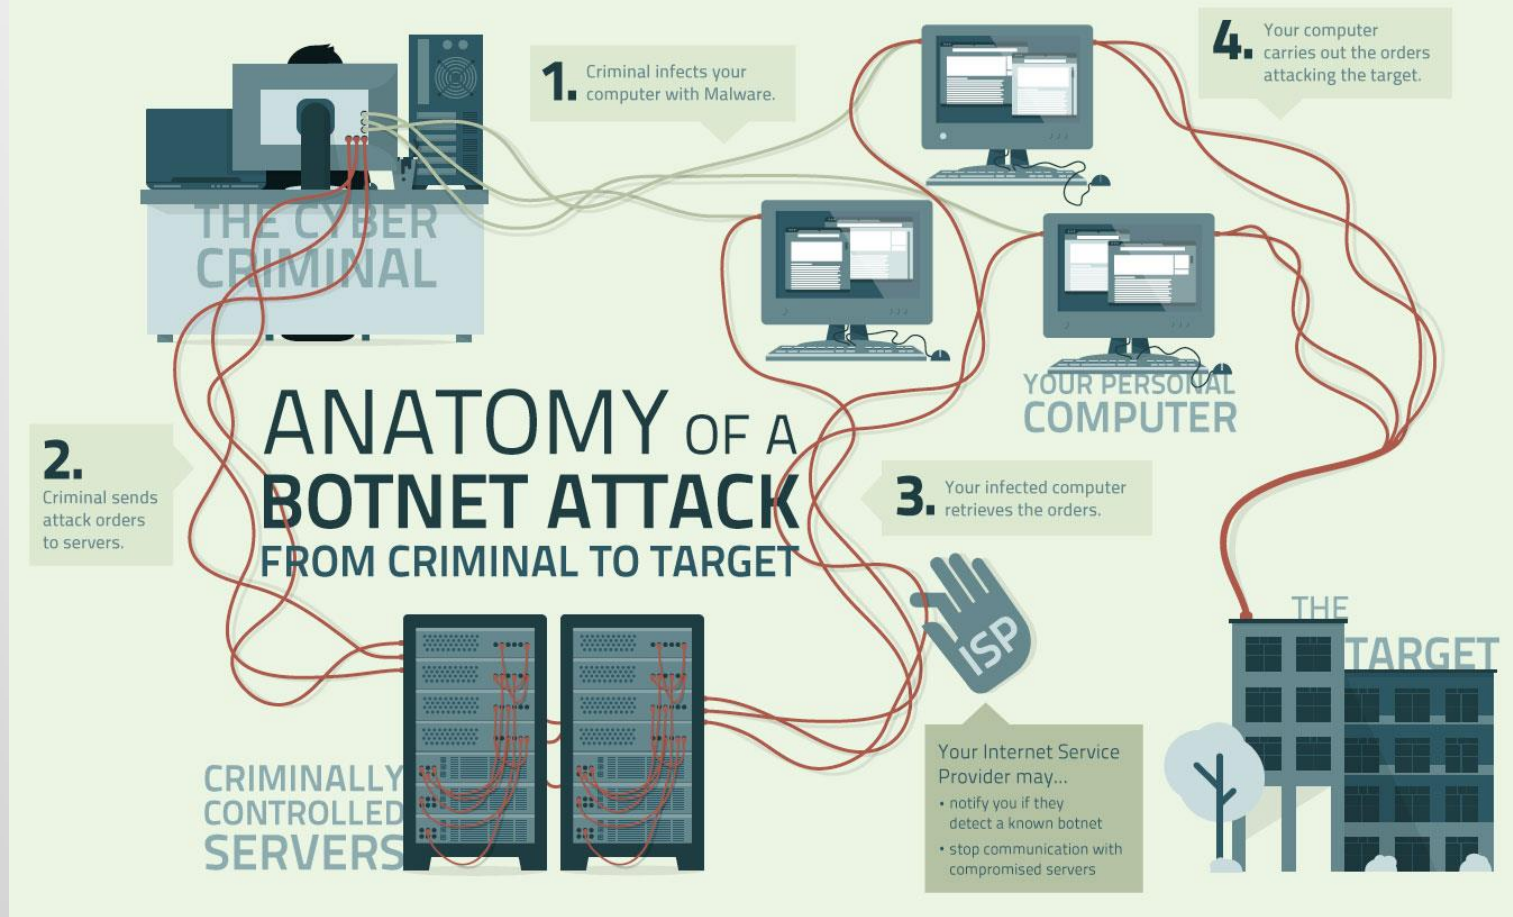 THE CYBER
CRIMINAL
1. Criminal infects your
computer with Malware.
4. Your computer
carries out the orders
attacking the target.
YOUR PERSONAL
COMPUTER
ANATOMY OF A
BOTNET ATTACK
FROM CRIMINAL TO TARGET
2.
Criminal sends
attack orders
to servers.
3. Your infected computer
retrieves the orders.
ISP
Your Internet Service
Provider may...
• notify you if they
detect a known botnet
• stop communication with
compromised servers
CRIMINALLY
CONTROLLED
SERVERS
THE
TARGET